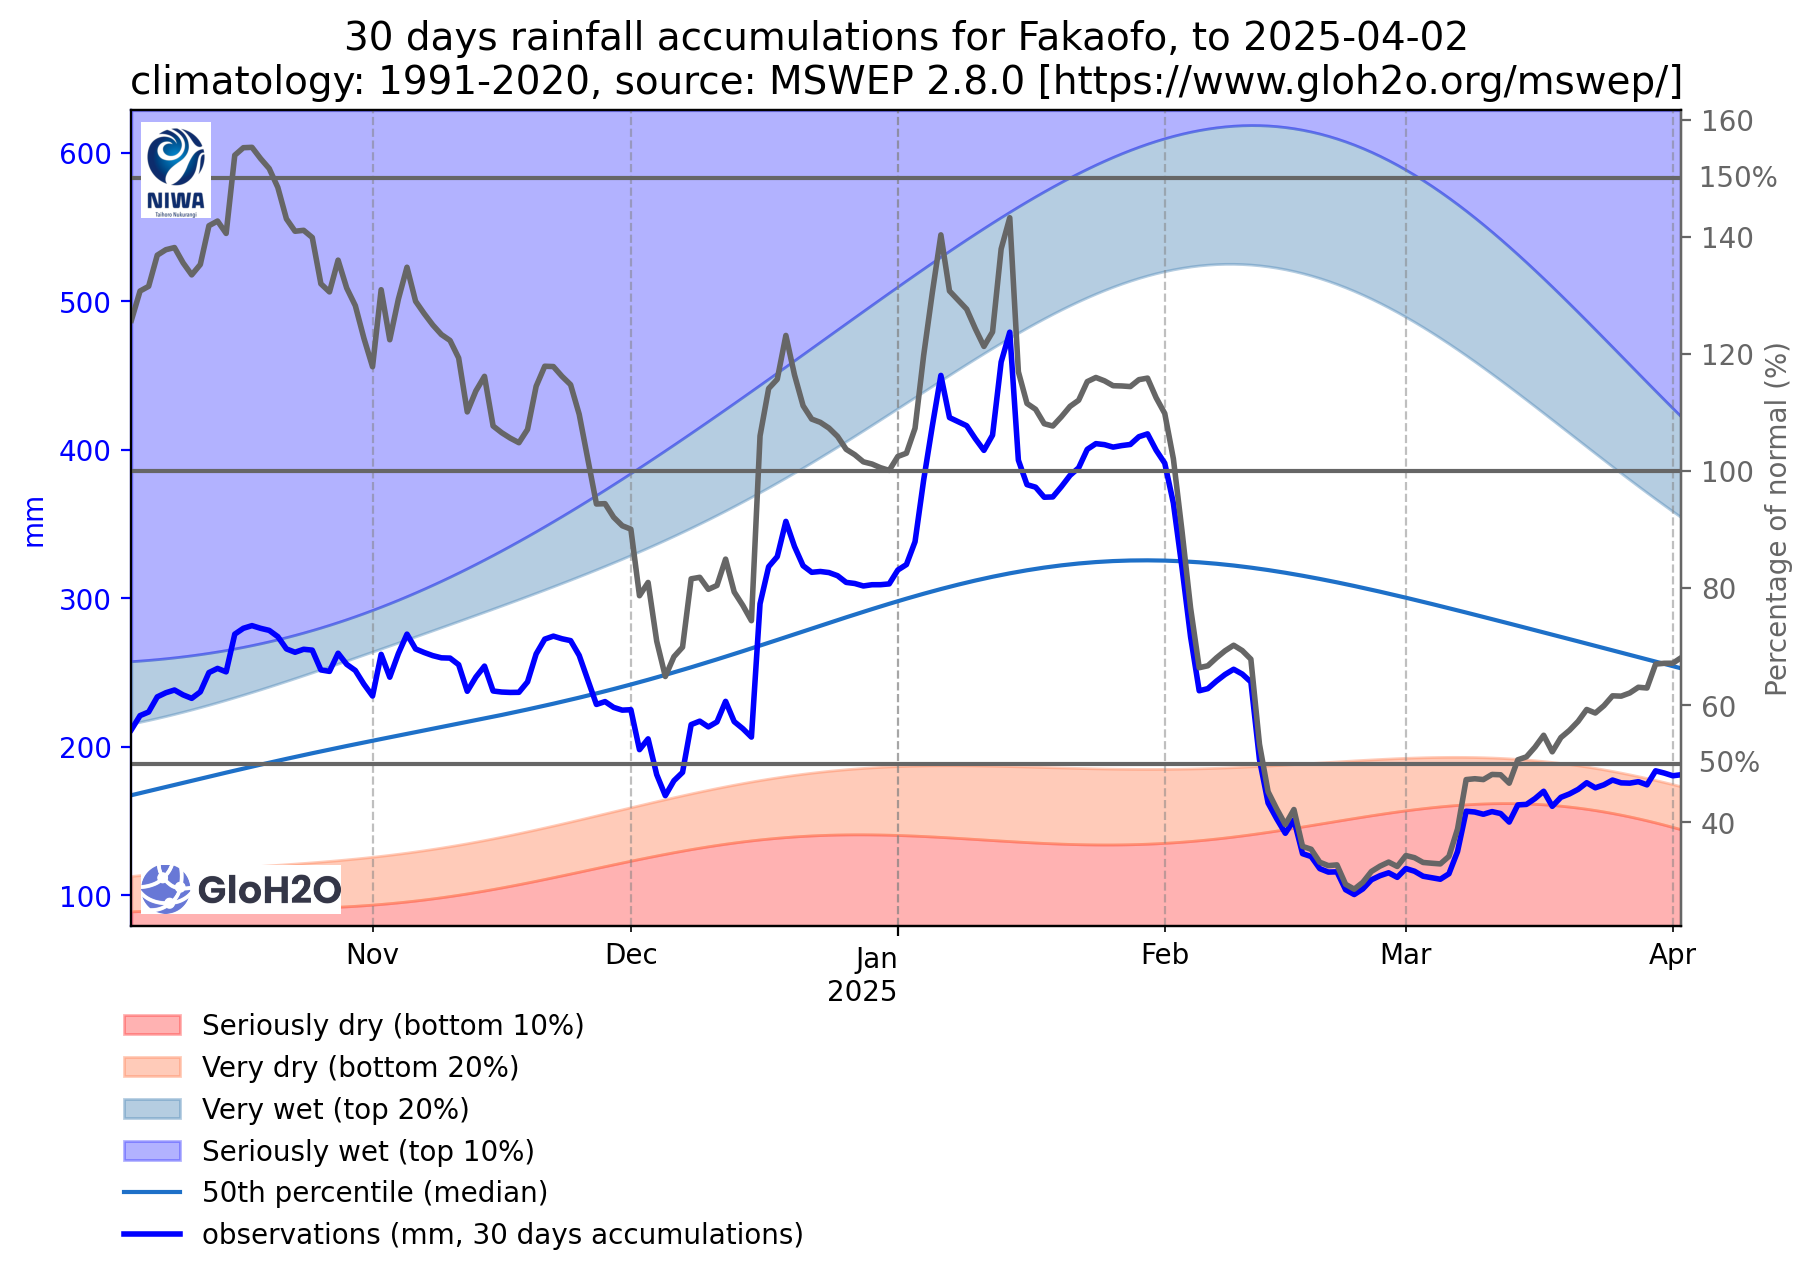 30 days rainfall accumulations for Fakaofo, to 2025-04-02
climatology: 1991-2020, source: MSWEP 2.8.0 [https://www.gloh2o.org/mswep/]
NIWA
Taihoro Nukurangi
600
500
400
300
200
100
mm
160
150%
140
120
100
80
60
50%
40
Percentage of normal (%)
GloH2O
Nov
Dec
Jan
2025
Feb
Mar
Apr
Seriously dry (bottom 10%)
Very dry (bottom 20%)
Very wet (top 20%)
Seriously wet (top 10%)
50th percentile (median)
observations (mm, 30 days accumulations)